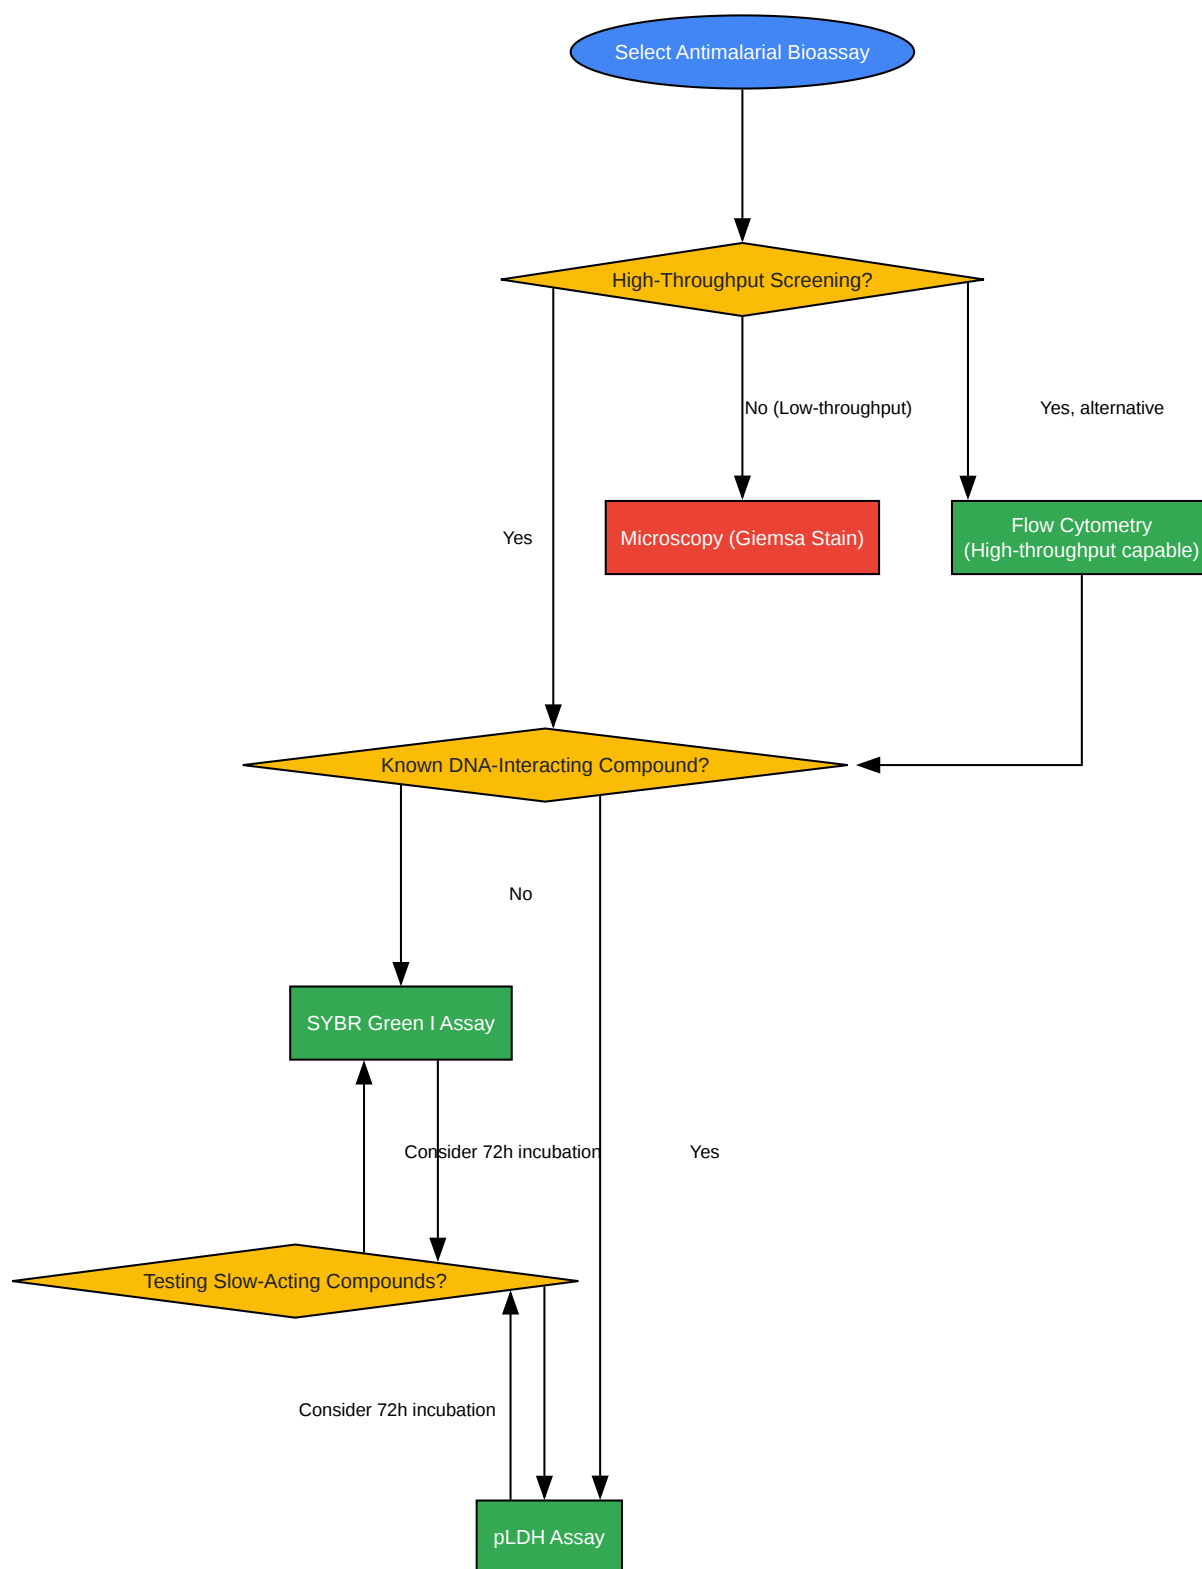 Select Antimalarial Bioassay
High-Throughput Screening?
No (Low-throughput)
Yes, alternative
Yes
Microscopy (Giemsa Stain)
Flow Cytometry
(High-throughput capable)
Known DNA-Interacting Compound?
No
SYBR Green I Assay
Consider 72h incubation
Yes
Testing Slow-Acting Compounds?
Consider 72h incubation
pLDH Assay